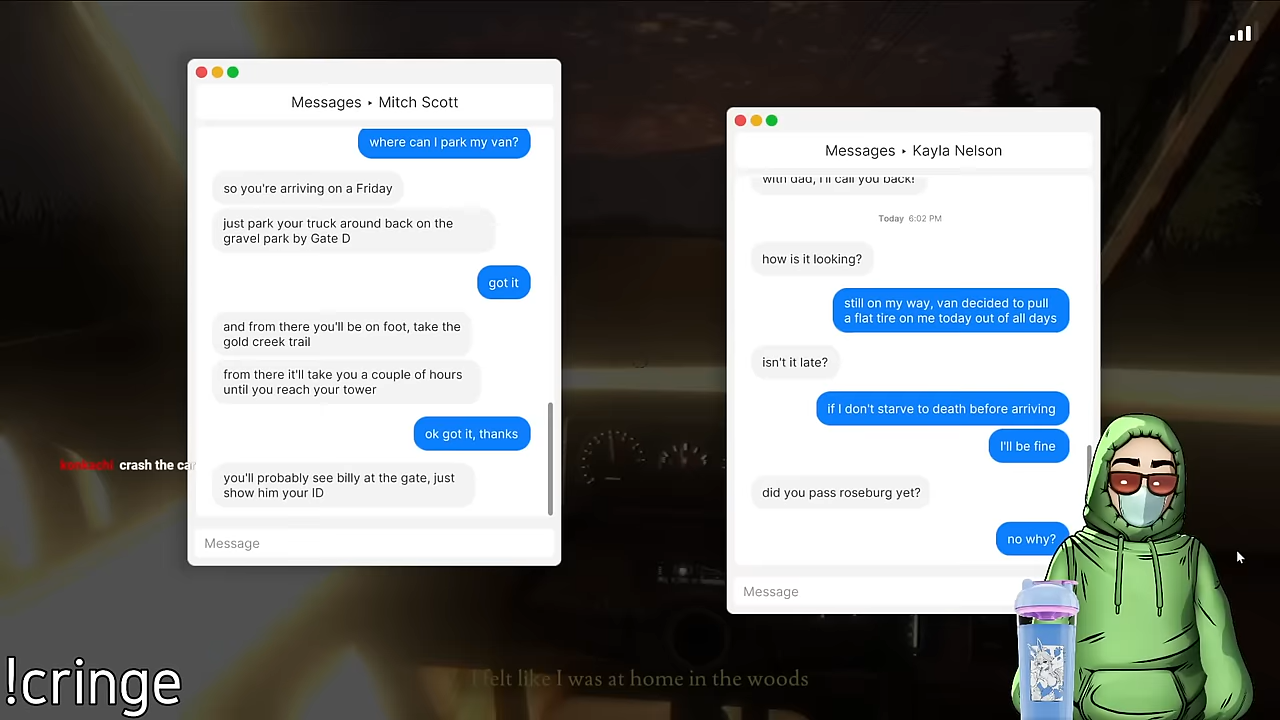 Messages ‣ Mitch Scott
where can I park my van?
so you're arriving on a Friday
just park your truck around back on the
gravel park by Gate D
got it
and from there you'll be on foot, take the
gold creek trail
from there it'll take you a couple of hours
until you reach your tower
ok got it, thanks
you'll probably see billy at the gate, just
show him your ID
Message
Messages ‣ Kayla Nelson
with dad, I'll call you back!
Today 6:02 PM
how is it looking?
still on my way, van decided to pull
a flat tire on me today out of all days
isn't it late?
if I don't starve to death before arriving
I'll be fine
did you pass roseburg yet?
no why?
Message
crash the car
I felt like I was at home in the woods
!cringe